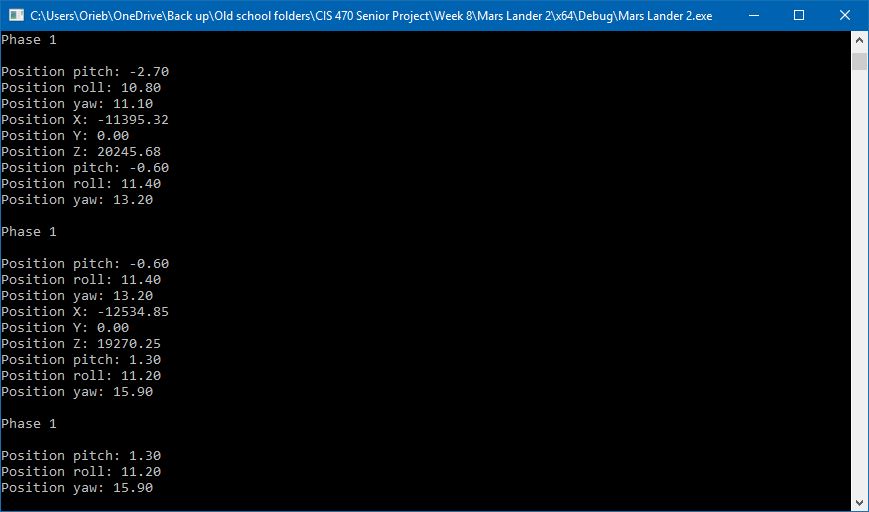 C:\Users\Orieb\OneDrive\Back up\Old school folders\CIS 470 Senior Project\Week 8\Mars Lander 2\x64\Debug\Mars Lander 2.exe
Phase 1
Position pitch: -2.70
Position roll: 10.80
Position yaw: 11.10
Position X: -11395.32
Position Y: 0.00
Position Z: 20245.68
Position pitch: -0.60
Position roll: 11.40
Position yaw: 13.20
Phase 1
Position pitch: -0.60
Position roll: 11.40
Position yaw: 13.20
Position X: -12534.85
Position Y: 0.00
Position Z: 19270.25
Position pitch: 1.30
Position roll: 11.20
Position yaw: 15.90
Phase 1
Position pitch: 1.30
Position roll: 11.20
Position yaw: 15.90